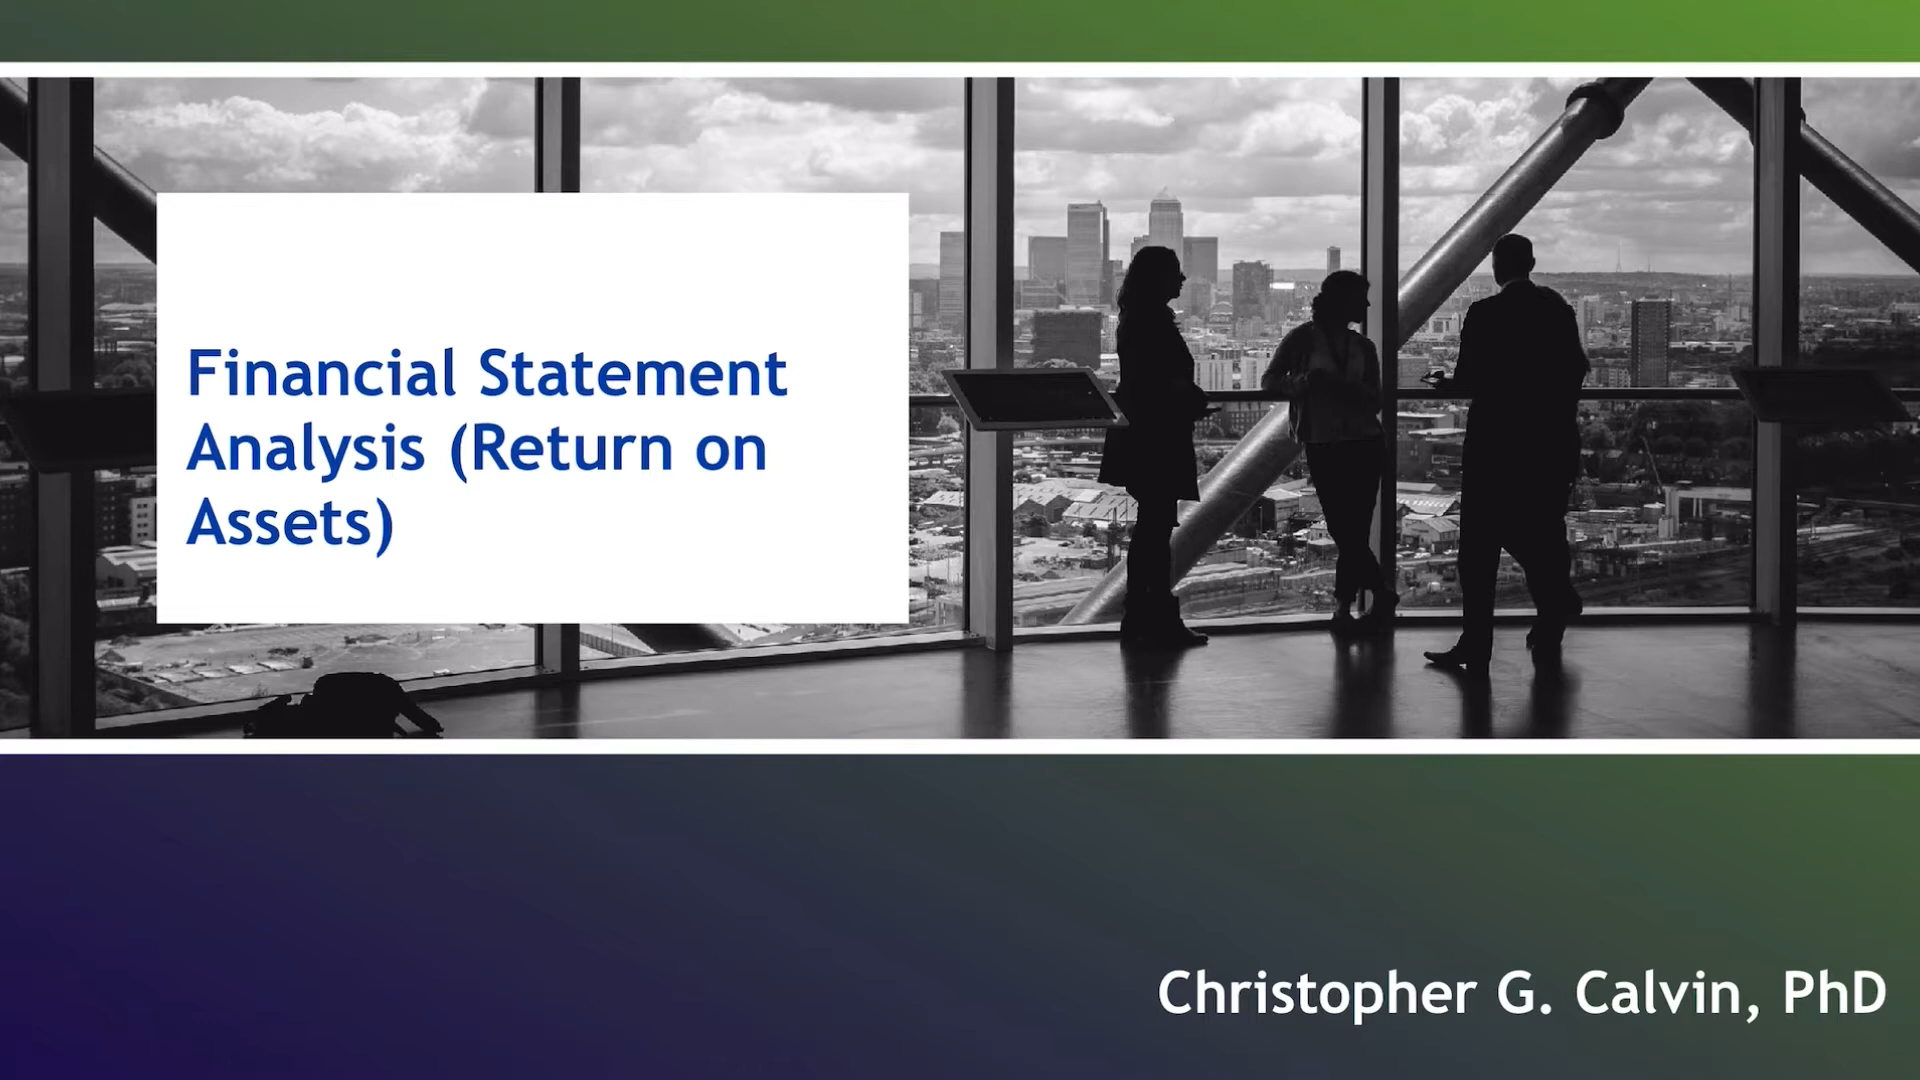 Financial Statement
Analysis (Return on
Assets)
Christopher G. Calvin, PhD